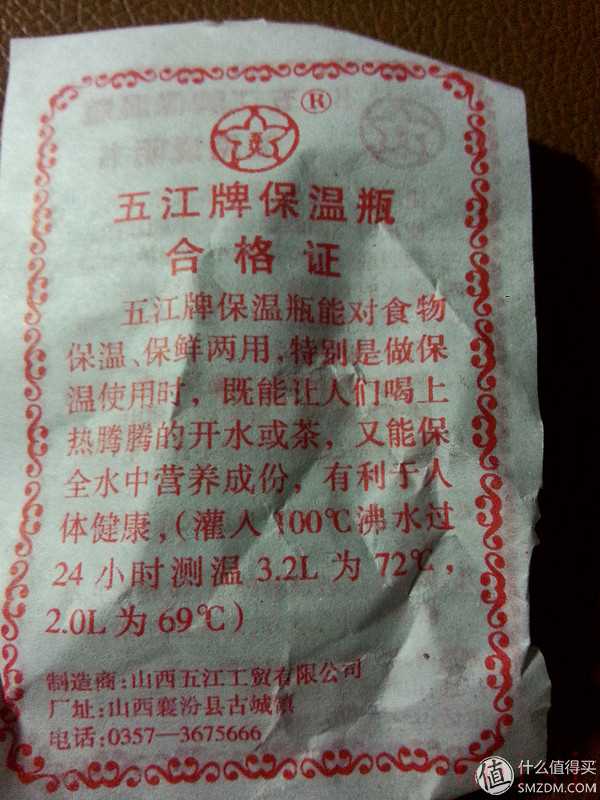 ®
五江牌保温瓶
合格证
五江牌保温瓶能对食物
保温、保鲜两用,特别是做保
温使用时，既能让人们喝上
热腾腾的开水或茶，又能保
全水中营养成份，有利于人
体健康,(灌入100℃沸水过
24小时测温3.2L为72℃,
2.0L为69℃)
制造商:山西五江工贸有限公司
厂址:山西襄汾县古城镇
电话:0357—3675666
值 什么值得买
SMZDM.COM